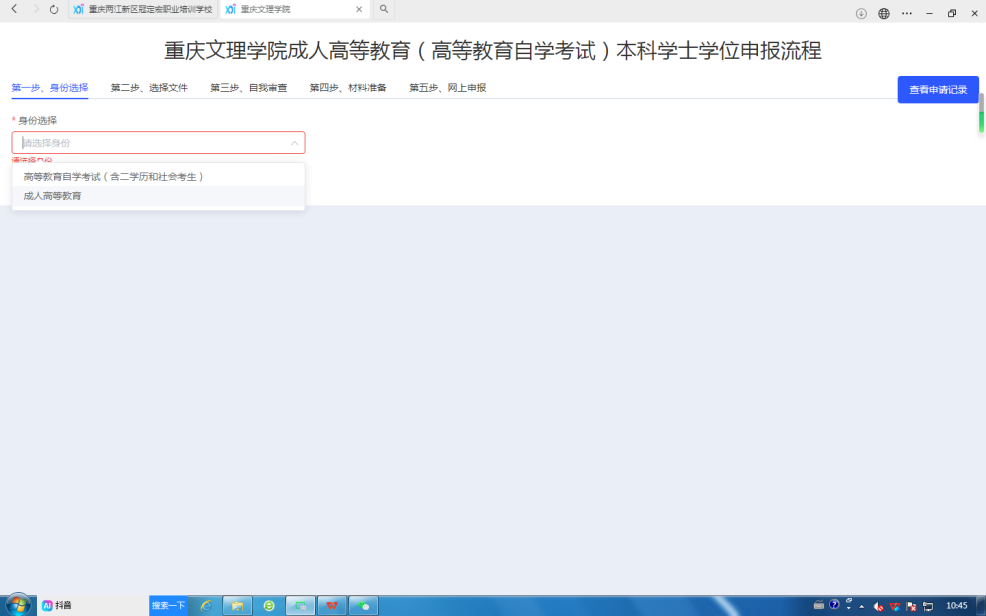 重庆两江新区冠定宏职业培训学校
重庆文理学院
重庆文理学院成人高等教育（高等教育自学考试）本科学士学位申报流程
第一步、身份选择 第二步、选择文件 第三步、自我审查 第四步、材料准备 第五步、网上申报
查看申请记录
* 身份选择
请选择身份
请选择身份
高等教育自学考试（含二学历和社会考生）
成人高等教育
抖音
搜索一下
10:45